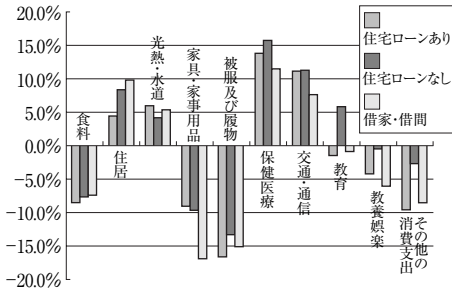 20.0%
15.0%
10.0%
5.0%
0.0%
−5.0%
−10.0%
−15.0%
−20.0%
住宅ローンあり
住宅ローンなし
借家・借間
食料
住居
光熱・水道
家具・家事用品
被服及び履物
保健医療
交通・通信
教育
教養娯楽
その他の
消費支出